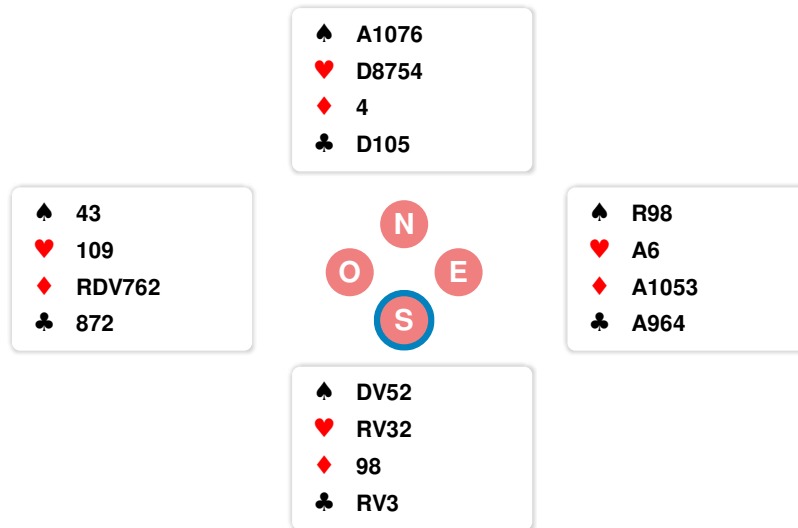 ♠ A1076
♥ D8754
♦ 4
♣ D105
♠ 43
♥ 109
♦ RDV762
♣ 872
N
O
E
S
♠ R98
♥ A6
♦ A1053
♣ A964
♠ DV52
♥ RV32
♦ 98
♣ RV3